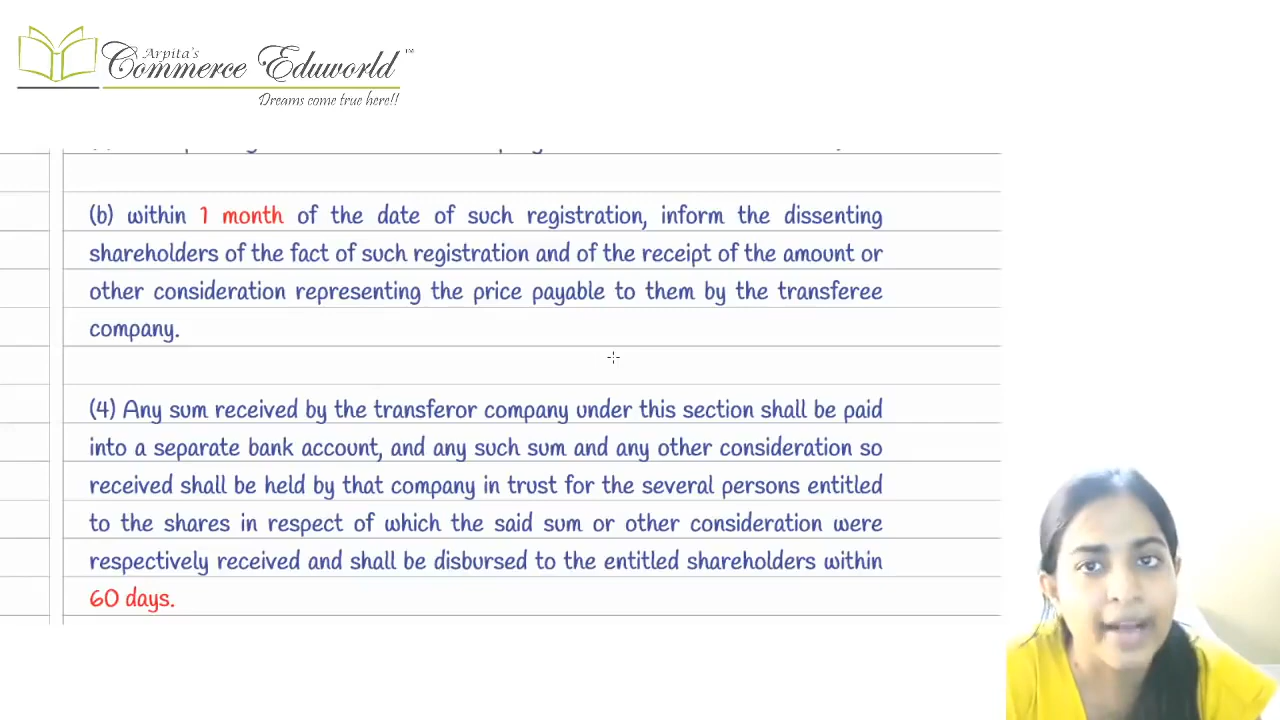 Arpita's
Commerce Eduworld™
Dreams come true here!!
(b) within 1 month of the date of such registration, inform the dissenting
shareholders of the fact of such registration and of the receipt of the amount or
other consideration representing the price payable to them by the transferee
company.
(4) Any sum received by the transferor company under this section shall be paid
into a separate bank account, and any such sum and any other consideration so
received shall be held by that company in trust for the several persons entitled
to the shares in respect of which the said sum or other consideration were
respectively received and shall be disbursed to the entitled shareholders within
60 days.